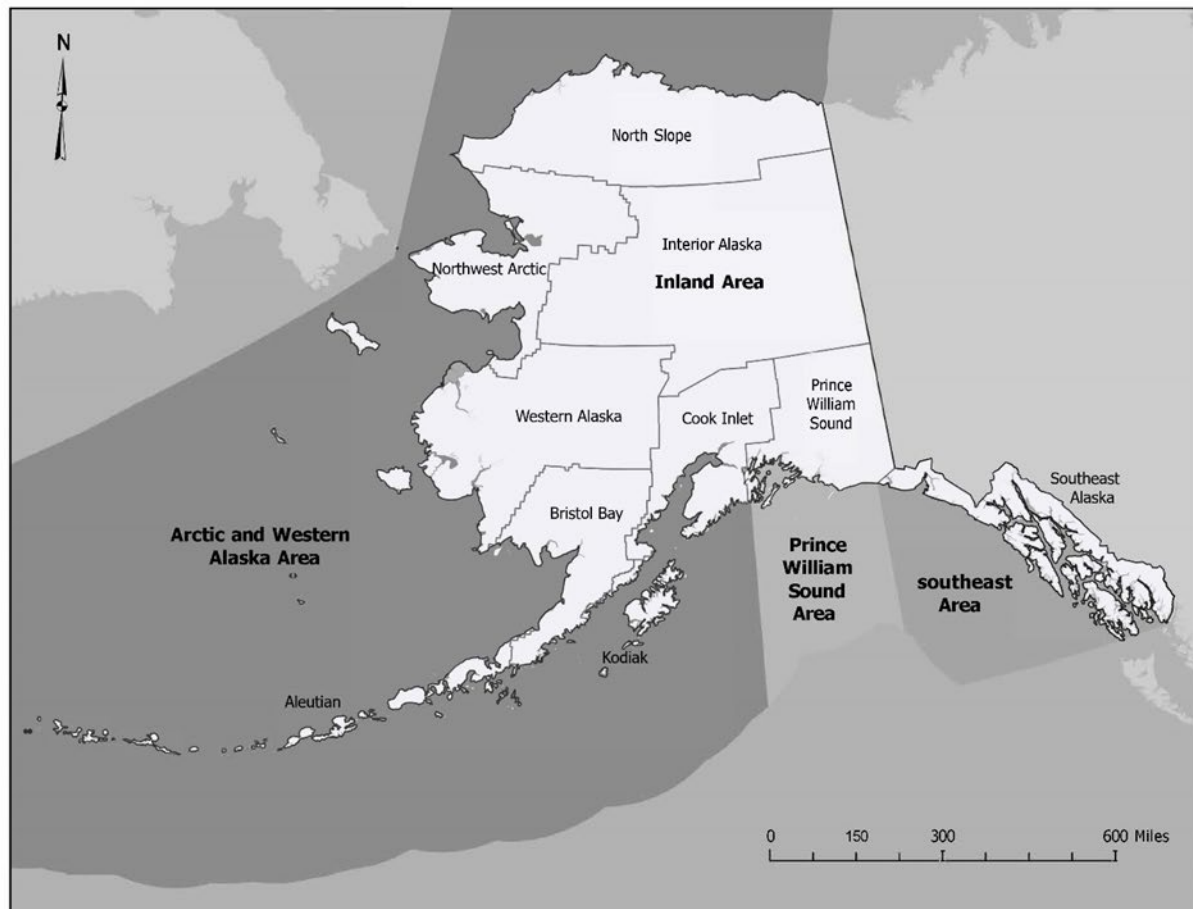 N
North Slope
Interior Alaska
Inland Area
Northwest Arctic
Prince
William
Sound
Western Alaska
Cook Inlet
Southeast
Alaska
Bristol Bay
Arctic and Western
Alaska Area
Prince
William
Sound
Area
southeast
Area
Kodiak
Aleutian
0 150 300 600 Miles